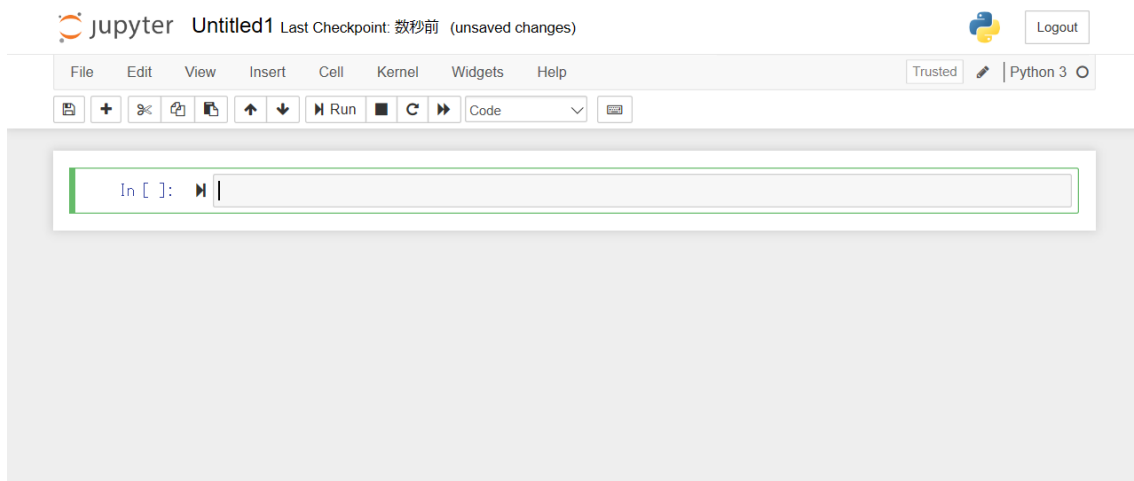 jupyter Untitled1 Last Checkpoint: 数秒前 (unsaved changes) Logout
File Edit View Insert Cell Kernel Widgets Help Trusted Python 3
Run Code
In [ ]: